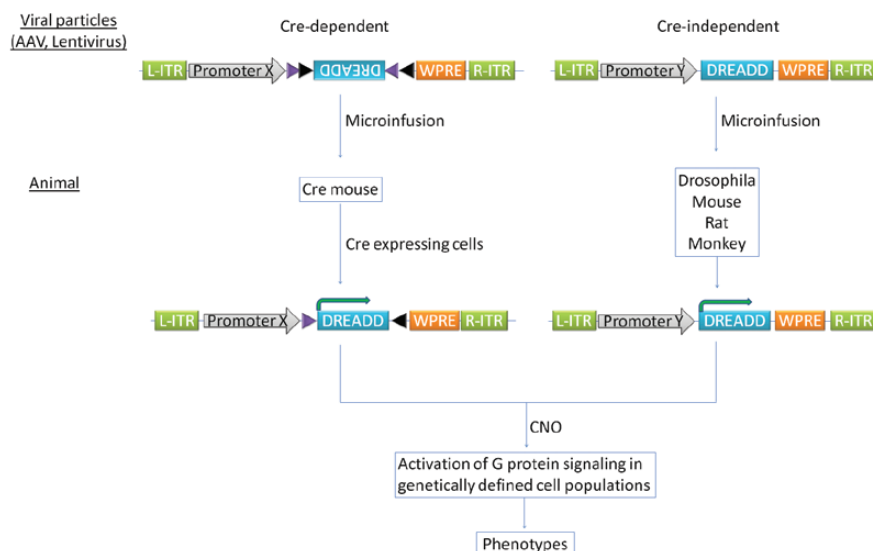 Viral particles
(AAV, Lentivirus)
Cre-dependent
Cre-independent
L-ITR Promoter X DREADD WPRE R-ITR
L-ITR Promoter Y DREADD WPRE R-ITR
Microinfusion
Microinfusion
Animal
Cre mouse
Drosophila
Mouse
Rat
Monkey
Cre expressing cells
L-ITR Promoter X DREADD WPRE R-ITR
L-ITR Promoter Y DREADD WPRE R-ITR
CNO
Activation of G protein signaling in
genetically defined cell populations
Phenotypes